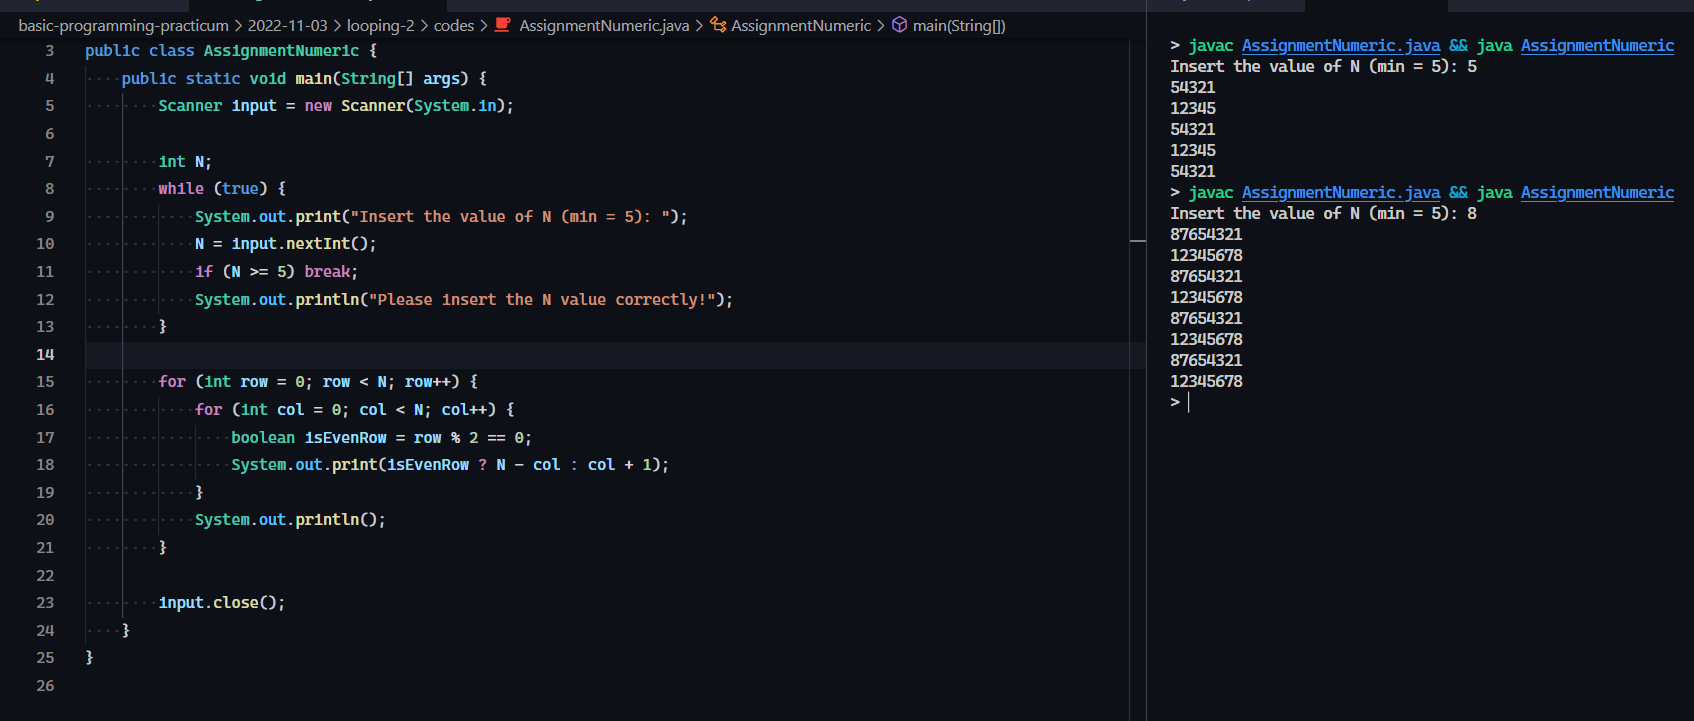 basic-programming-practicum > 2022-11-03 > looping-2 > codes > AssignmentNumeric.java > AssignmentNumeric > main(String[])
3 public class AssignmentNumeric {
4 public static void main(String[] args) {
5 Scanner input = new Scanner(System.in);
6
7 int N;
8 while (true) {
9 System.out.print("Insert the value of N (min = 5): ");
10 N = input.nextInt();
11 if (N >= 5) break;
12 System.out.println("Please insert the N value correctly!");
13 }
14
15 for (int row = 0; row < N; row++) {
16 for (int col = 0; col < N; col++) {
17 boolean isEvenRow = row % 2 == 0;
18 System.out.print(isEvenRow ? N - col : col + 1);
19 }
20 System.out.println();
21 }
22
23 input.close();
24 }
25 }
26
> javac AssignmentNumeric.java && java AssignmentNumeric
Insert the value of N (min = 5): 5
54321
12345
54321
12345
54321
> javac AssignmentNumeric.java && java AssignmentNumeric
Insert the value of N (min = 5): 8
87654321
12345678
87654321
12345678
87654321
12345678
87654321
12345678
>